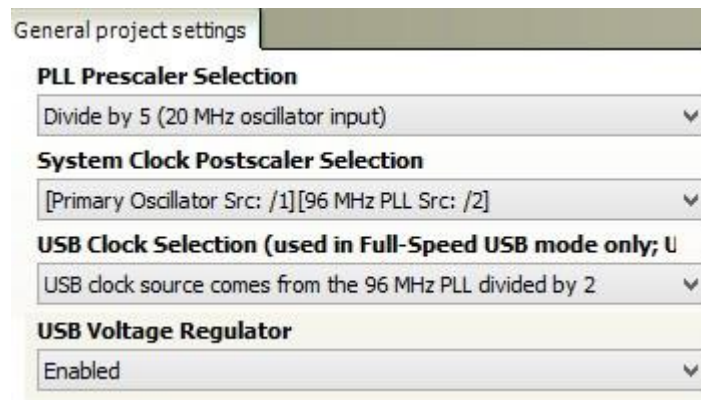 General project settings
PLL Prescaler Selection
Divide by 5 (20 MHz oscillator input)
System Clock Postscaler Selection
[Primary Oscillator Src: /1][96 MHz PLL Src: /2]
USB Clock Selection (used in Full-Speed USB mode only; U
USB clock source comes from the 96 MHz PLL divided by 2
USB Voltage Regulator
Enabled